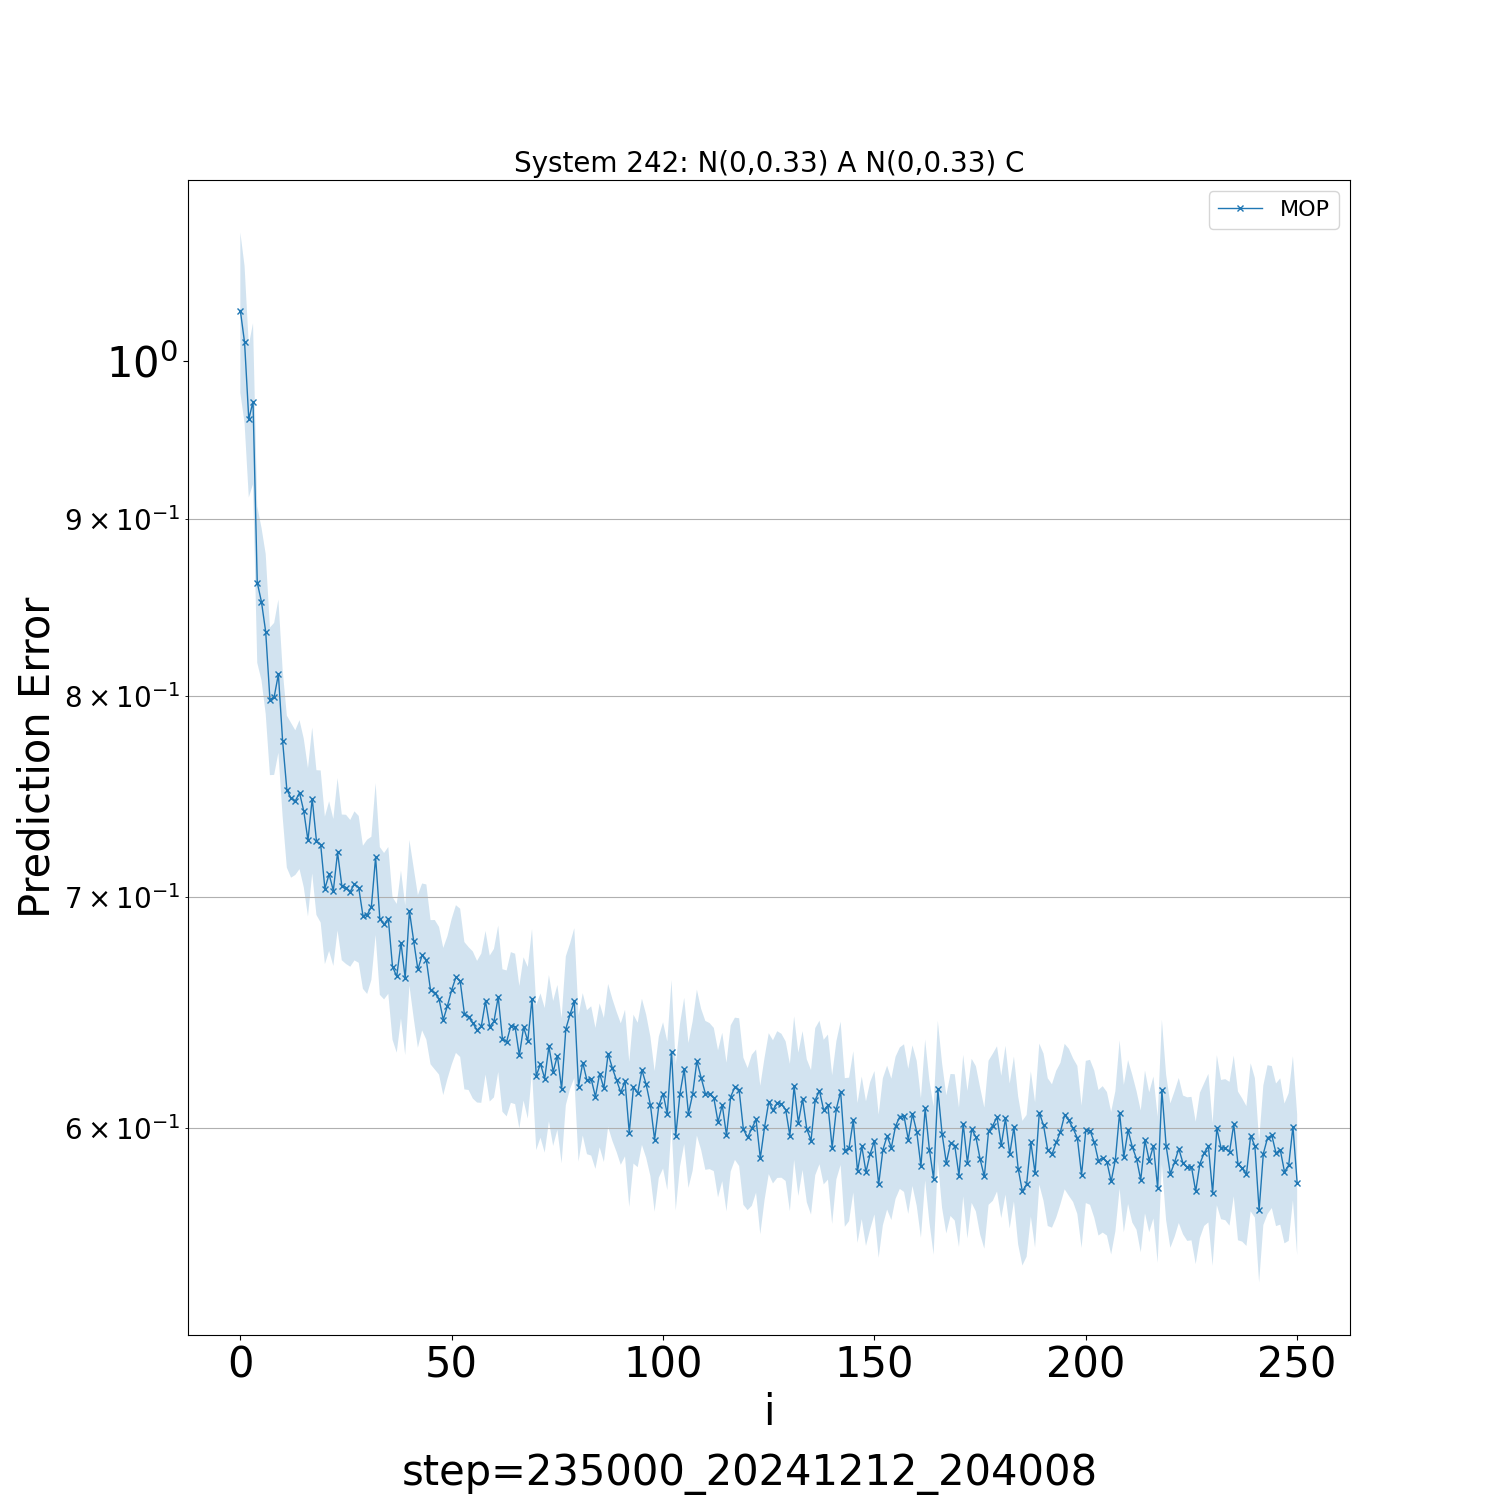 System 242: N(0,0.33) A N(0,0.33) C
MOP
10⁰
9 × 10⁻¹
8 × 10⁻¹
7 × 10⁻¹
6 × 10⁻¹
Prediction Error
0 50 100 150 200 250
i
step=235000_20241212_204008